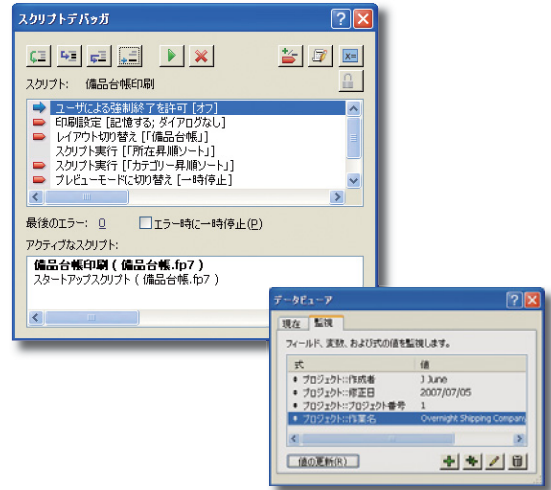 スクリプトデバッガ
スクリプト: 備品台帳印刷
ユーザによる強制終了を許可 [オフ]
印刷設定 [記憶する; ダイアログなし]
レイアウト切り替え [「備品台帳」]
スクリプト実行 [「所在昇順ソート」]
スクリプト実行 [「カテゴリー昇順ソート」]
プレビューモードに切り替え [一時停止]
最後のエラー: 0 エラー時に一時停止(P)
アクティブなスクリプト:
備品台帳印刷 ( 備品台帳.fp7 )
スタートアップスクリプト ( 備品台帳.fp7 )
データビューア
現在 監視
フィールド、変数、および式の値を監視します。
式 値
プロジェクト::作成者 J June
プロジェクト::修正日 2007/07/05
プロジェクト::プロジェクト番号 1
プロジェクト::作業名 Overnight Shipping Company
値の更新(R)